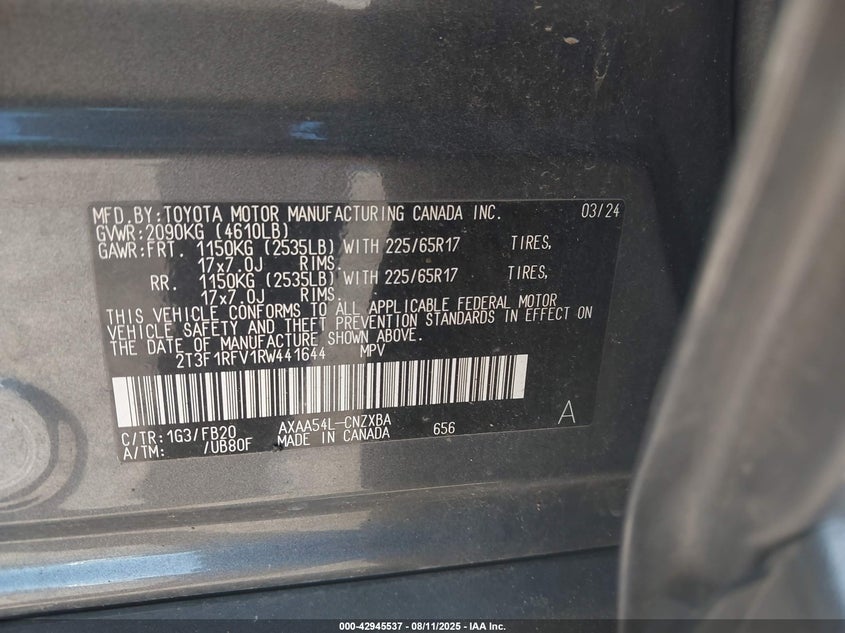 MFD.BY:TOYOTA MOTOR MANUFACTURING CANADA INC. 03/24
GVWR:2090KG (4610LB)
GAWR:FRT. 1150KG (2535LB) WITH 225/65R17 TIRES,
17x7.0J RIMS.
RR. 1150KG (2535LB) WITH 225/65R17 TIRES,
17x7.0J RIMS.
THIS VEHICLE CONFORMS TO ALL APPLICABLE FEDERAL MOTOR
VEHICLE SAFETY AND THEFT PREVENTION STANDARDS IN EFFECT ON
THE DATE OF MANUFACTURE SHOWN ABOVE.
2T3F1RFV1RW441644 MPV
C/TR:1G3/FB20 AXAA54L-CNZXBA
A/TM: /UB80F MADE IN CANADA 656 A
000-42945537 - 08/11/2025 - IAA Inc.